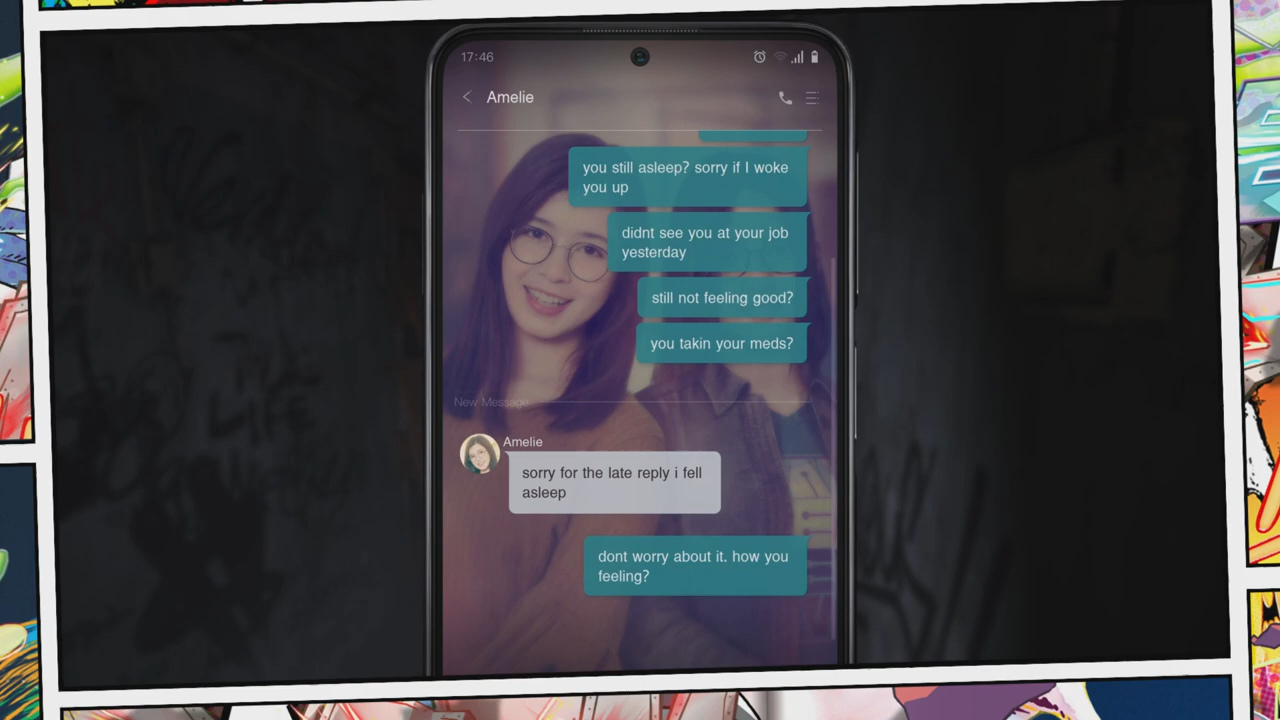 17:46
Amelie
you still asleep? sorry if I woke
you up
didnt see you at your job
yesterday
still not feeling good?
you takin your meds?
New Message
Amelie
sorry for the late reply i fell
asleep
dont worry about it. how you
feeling?